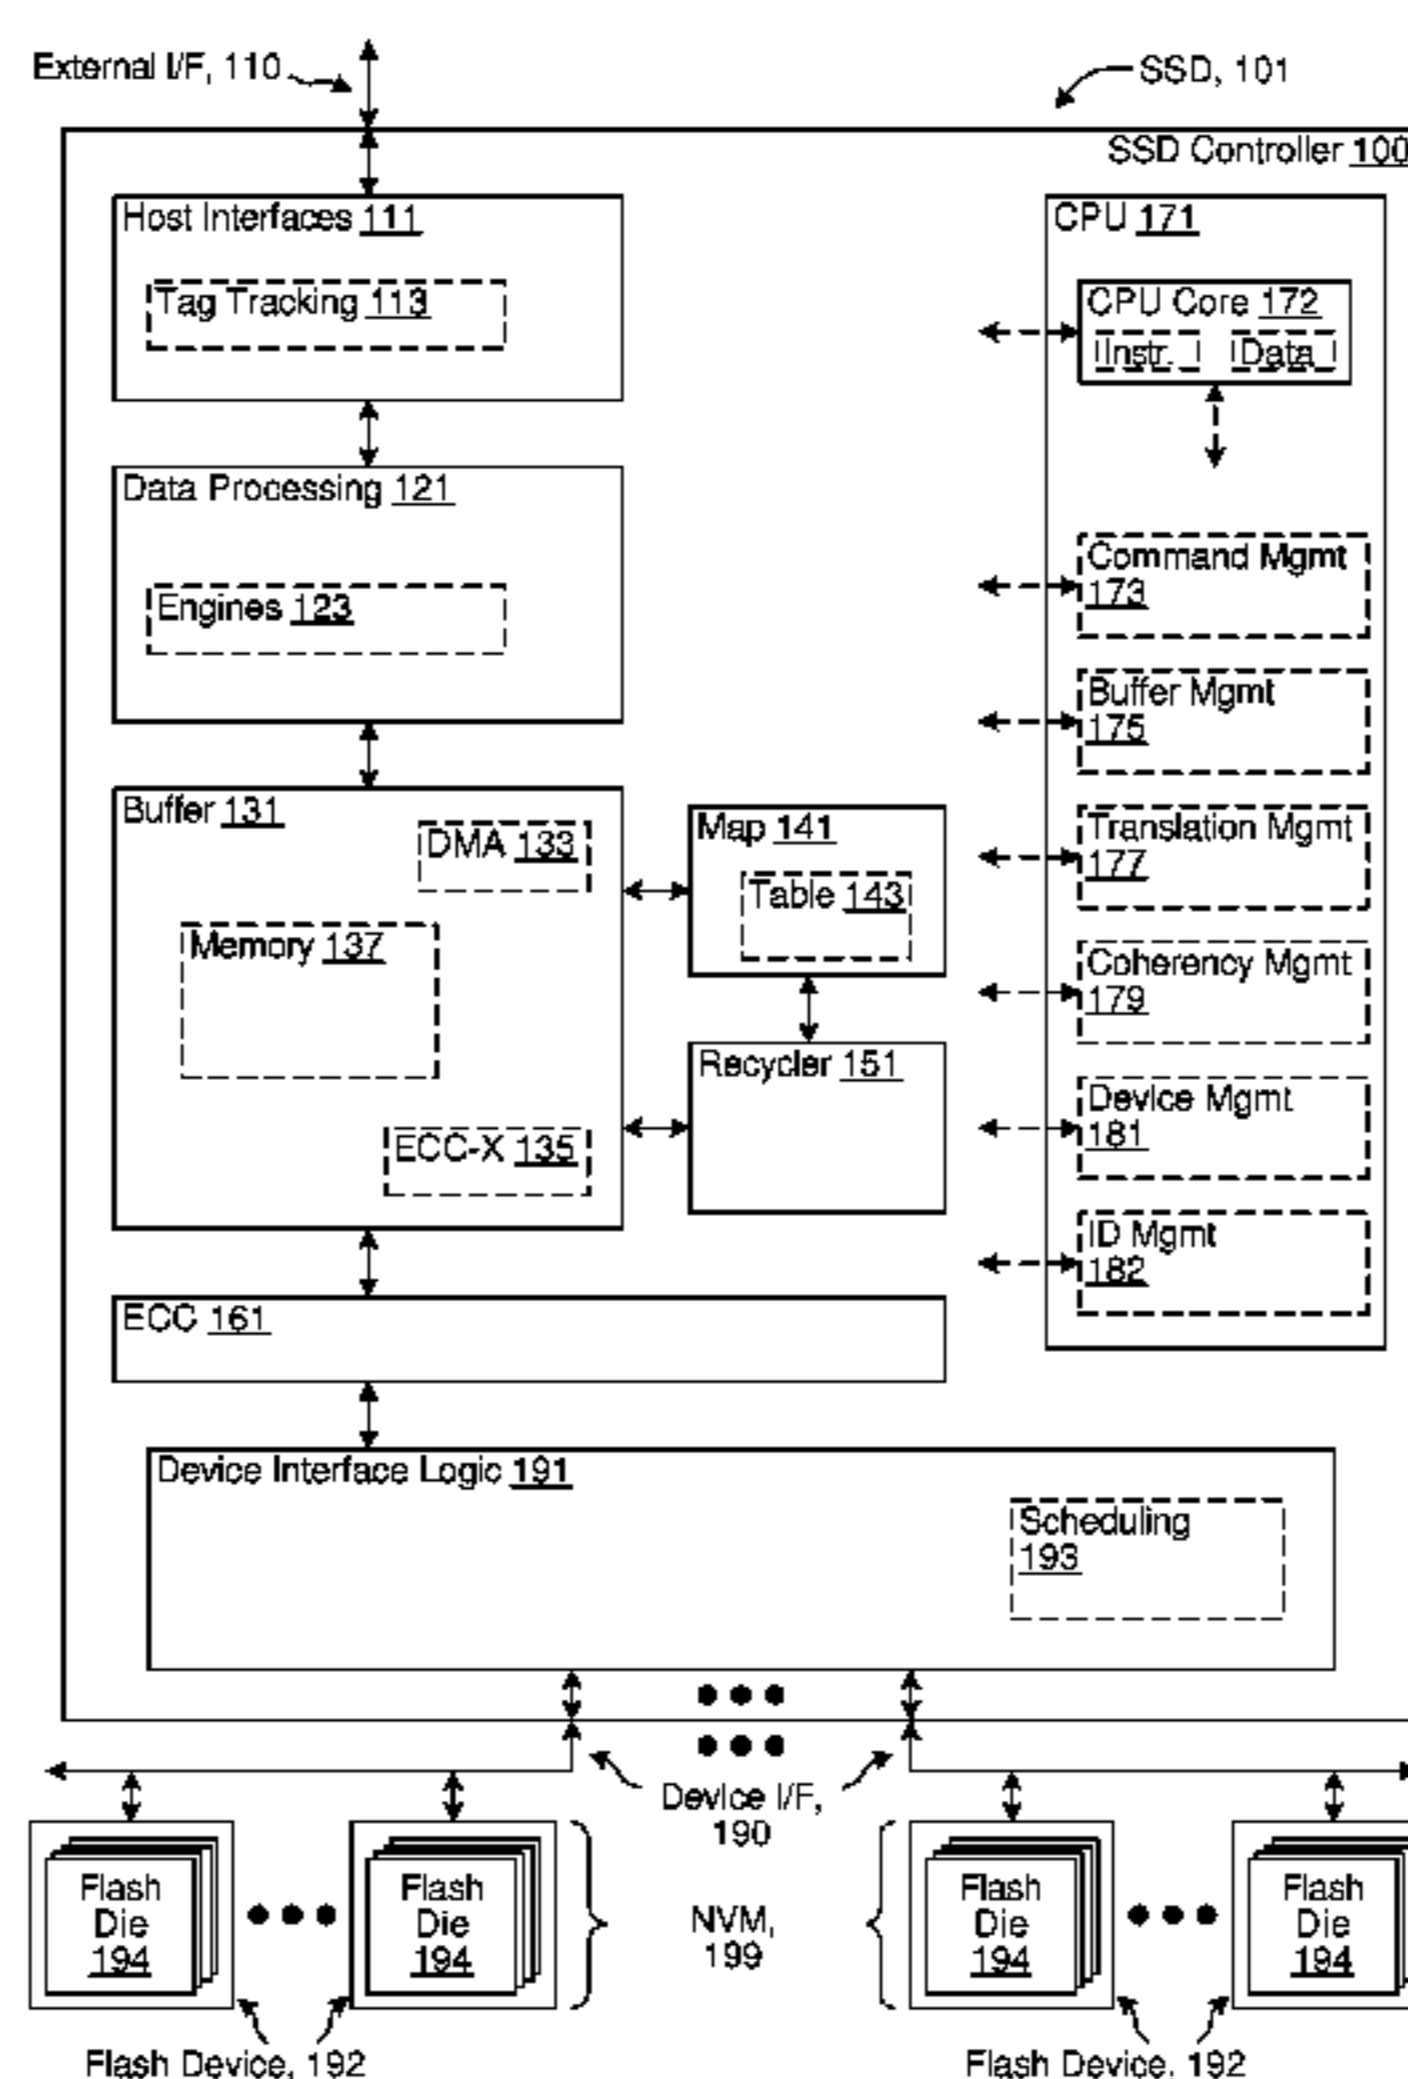 External I/F, 110
SSD, 101
SSD Controller 100
Host Interfaces 111
Tag Tracking 113
CPU 171
CPU Core 172
Instr.
Data
Data Processing 121
Engines 123
Command Mgmt
173
Buffer Mgmt
175
Buffer 131
DMA 133
Memory 137
ECC-X 135
Map 141
Table 143
Translation Mgmt
177
Coherency Mgmt
179
Recycler 151
Device Mgmt
181
ID Mgmt
182
ECC 161
Device Interface Logic 191
Scheduling
193
Device I/F,
190
Flash
Die
194
Flash
Die
194
NVM,
199
Flash
Die
194
Flash
Die
194
Flash Device, 192
Flash Device, 192